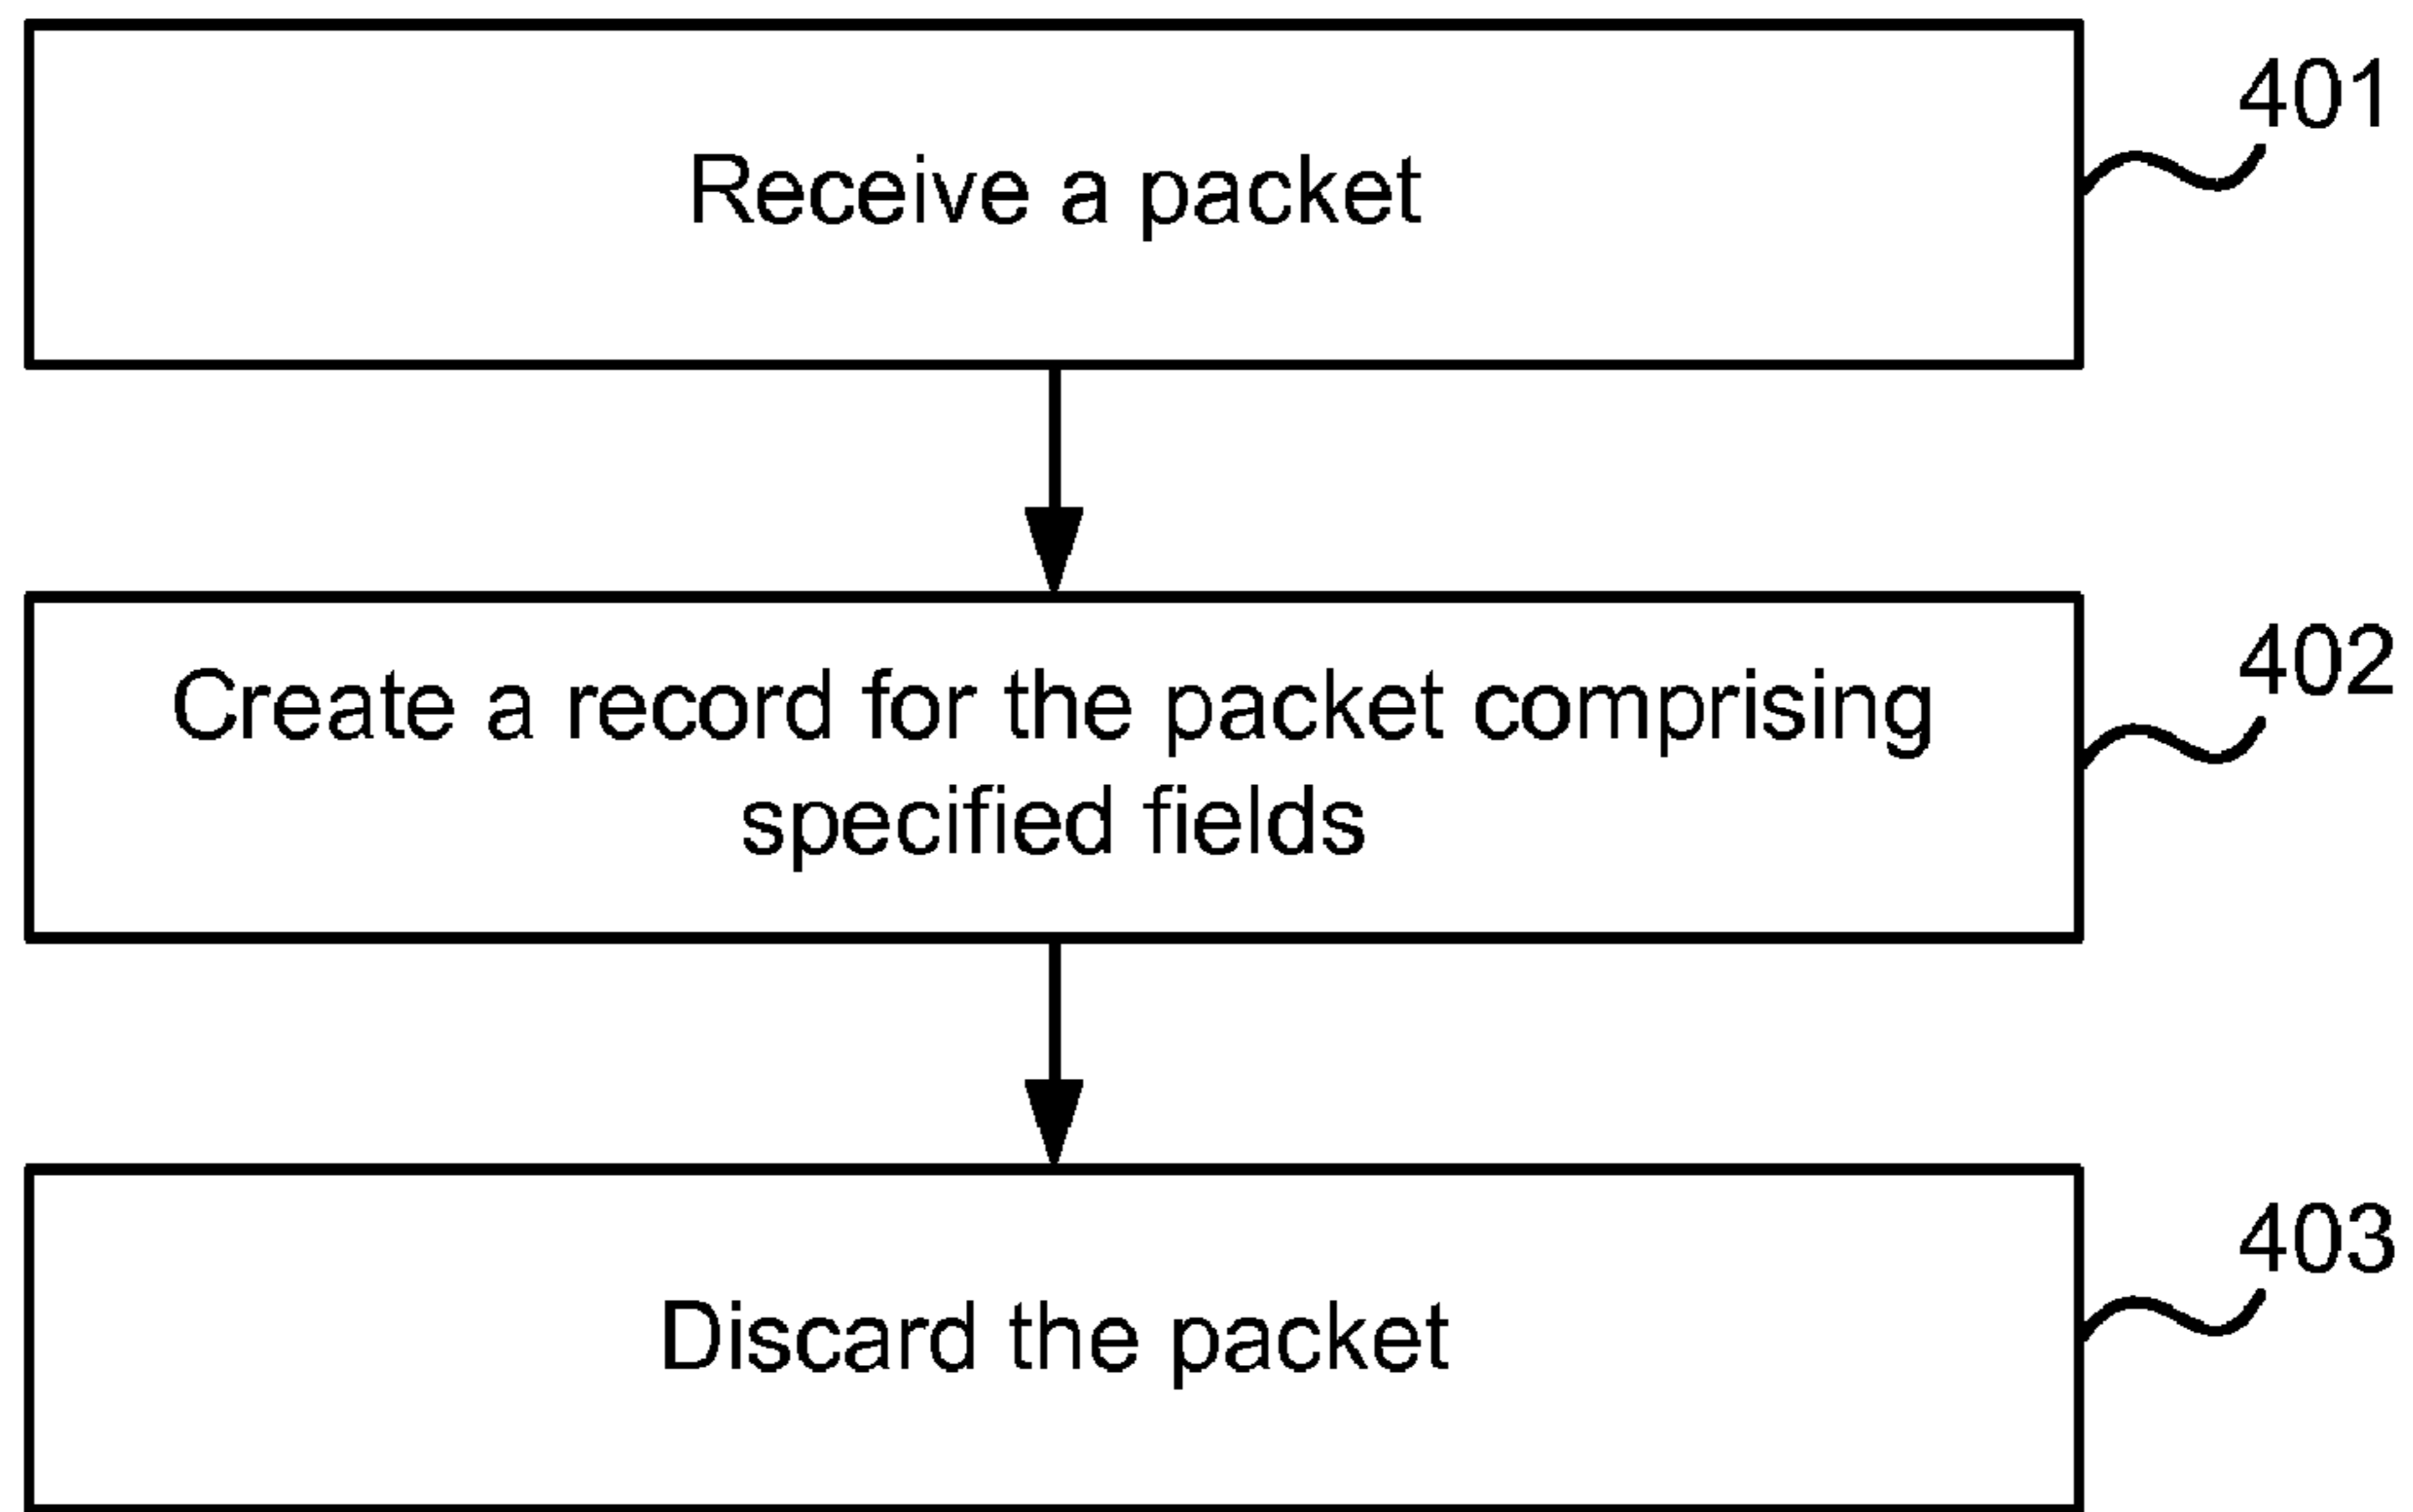 Receive a packet
401
Create a record for the packet comprising
specified fields
402
Discard the packet
403